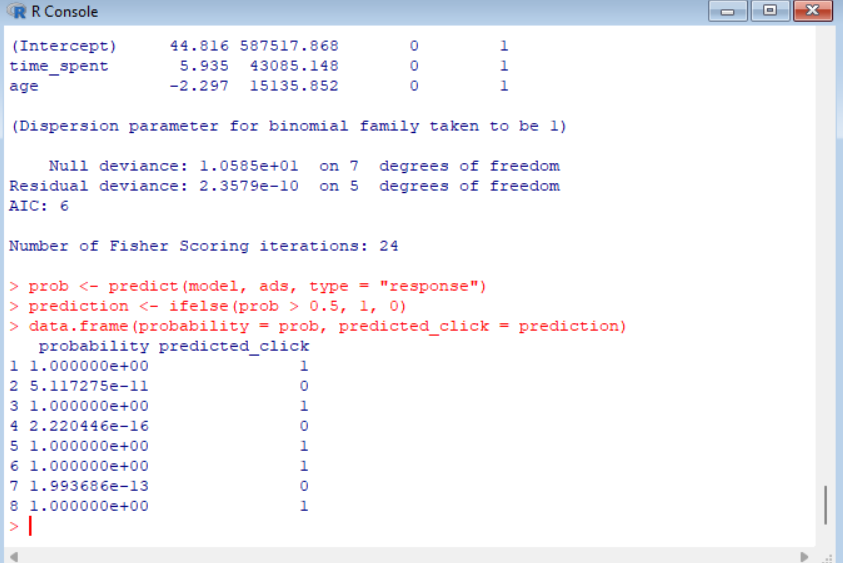 R Console
(Intercept) 44.816 587517.868 0 1
time_spent 5.935 43085.148 0 1
age -2.297 15135.852 0 1
(Dispersion parameter for binomial family taken to be 1)
Null deviance: 1.0585e+01 on 7 degrees of freedom
Residual deviance: 2.3579e-10 on 5 degrees of freedom
AIC: 6
Number of Fisher Scoring iterations: 24
> prob <- predict(model, ads, type = "response")
> prediction <- ifelse(prob > 0.5, 1, 0)
> data.frame(probability = prob, predicted_click = prediction)
probability predicted_click
1 1.000000e+00 1
2 5.117275e-11 0
3 1.000000e+00 1
4 2.220446e-16 0
5 1.000000e+00 1
6 1.000000e+00 1
7 1.993686e-13 0
8 1.000000e+00 1
>